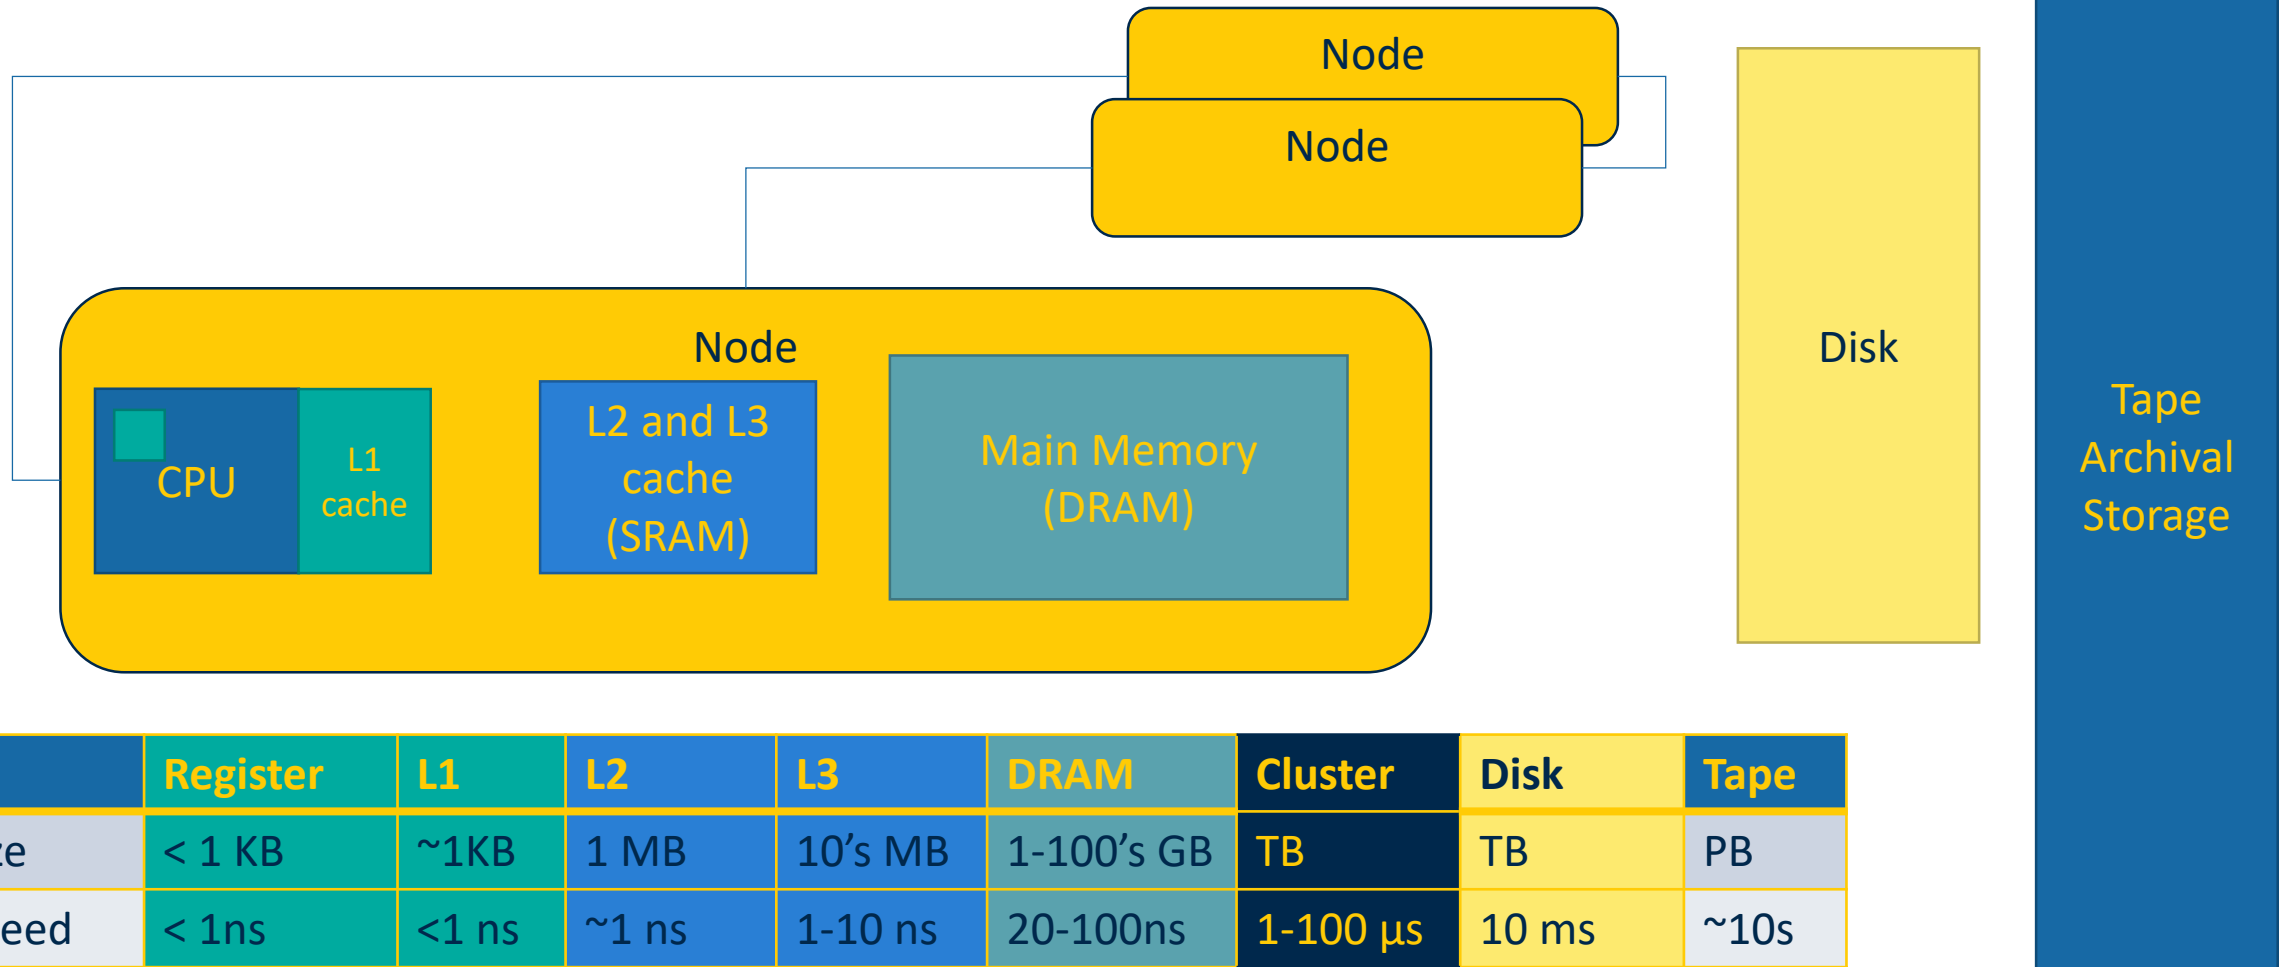 Node
Node
Node
CPU
L1
cache
L2 and L3
cache
(SRAM)
Main Memory
(DRAM)
Disk
Tape
Archival
Storage
Register L1 L2 L3 DRAM Cluster Disk Tape
ze < 1 KB ~1KB 1 MB 10’s MB 1-100’s GB TB TB PB
eed < 1ns <1 ns ~1 ns 1-10 ns 20-100ns 1-100 µs 10 ms ~10s